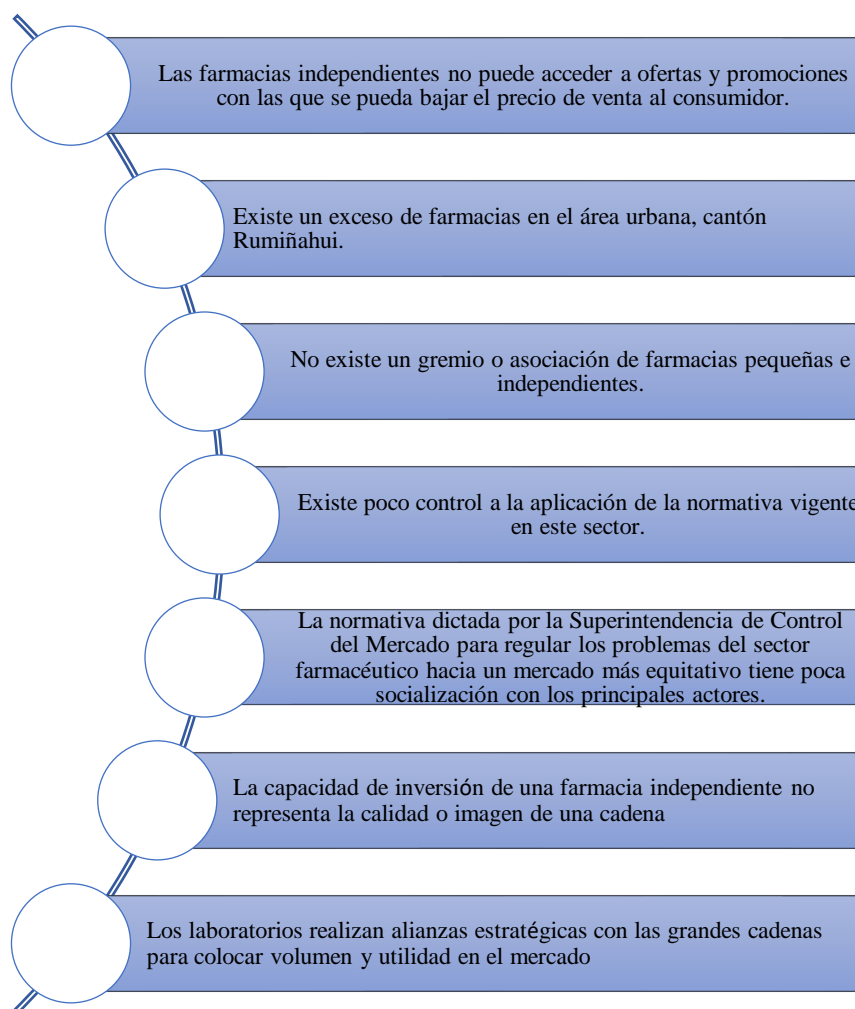 Las farmacias independientes no puede acceder a ofertas y promociones
con las que se pueda bajar el precio de venta al consumidor.
Existe un exceso de farmacias en el área urbana, cantón
Rumiñahui.
No existe un gremio o asociación de farmacias pequeñas e
independientes.
Existe poco control a la aplicación de la normativa vigente
en este sector.
La normativa dictada por la Superintendencia de Control
del Mercado para regular los problemas del sector
farmacéutico hacia un mercado más equitativo tiene poca
socialización con los principales actores.
La capacidad de inversión de una farmacia independiente no
representa la calidad o imagen de una cadena
Los laboratorios realizan alianzas estratégicas con las grandes cadenas
para colocar volumen y utilidad en el mercado